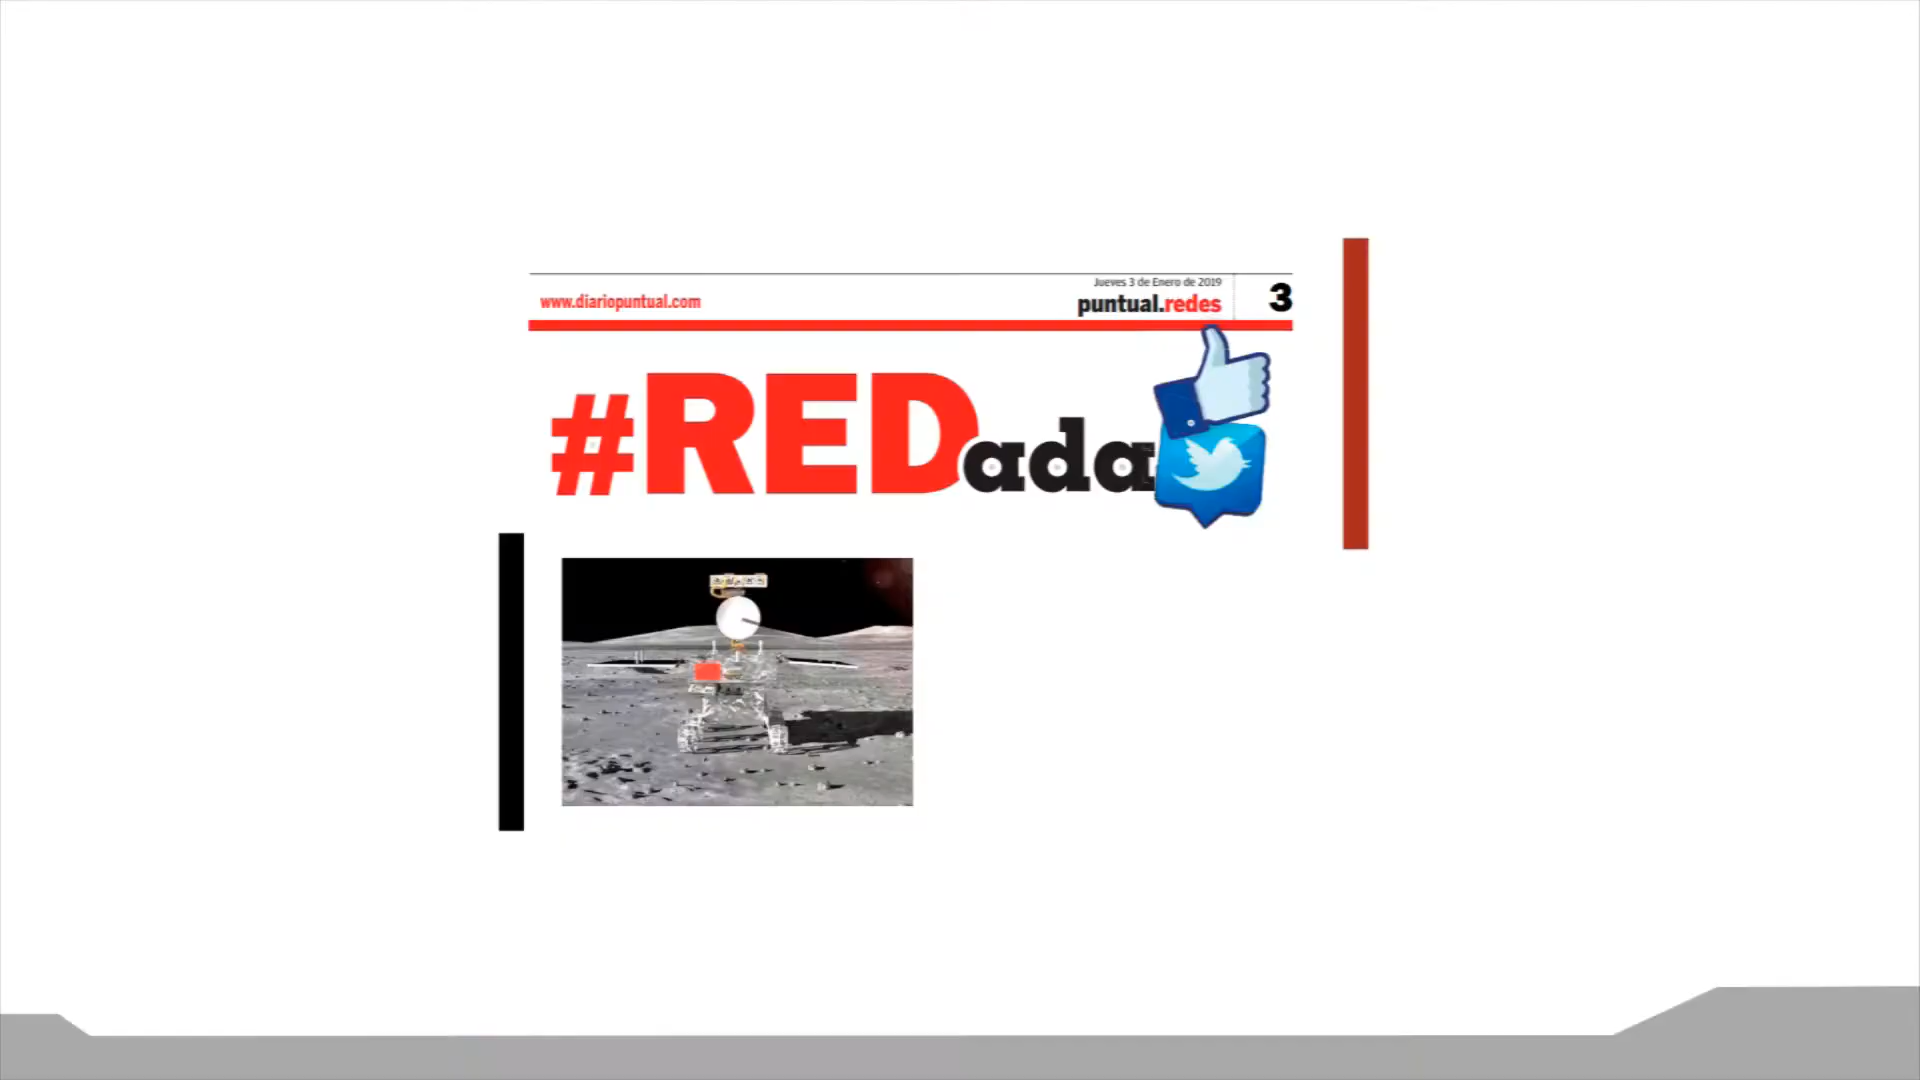 Jueves 3 de Enero de 2019
www.diariopuntual.com
puntual.redes
3
#REDada